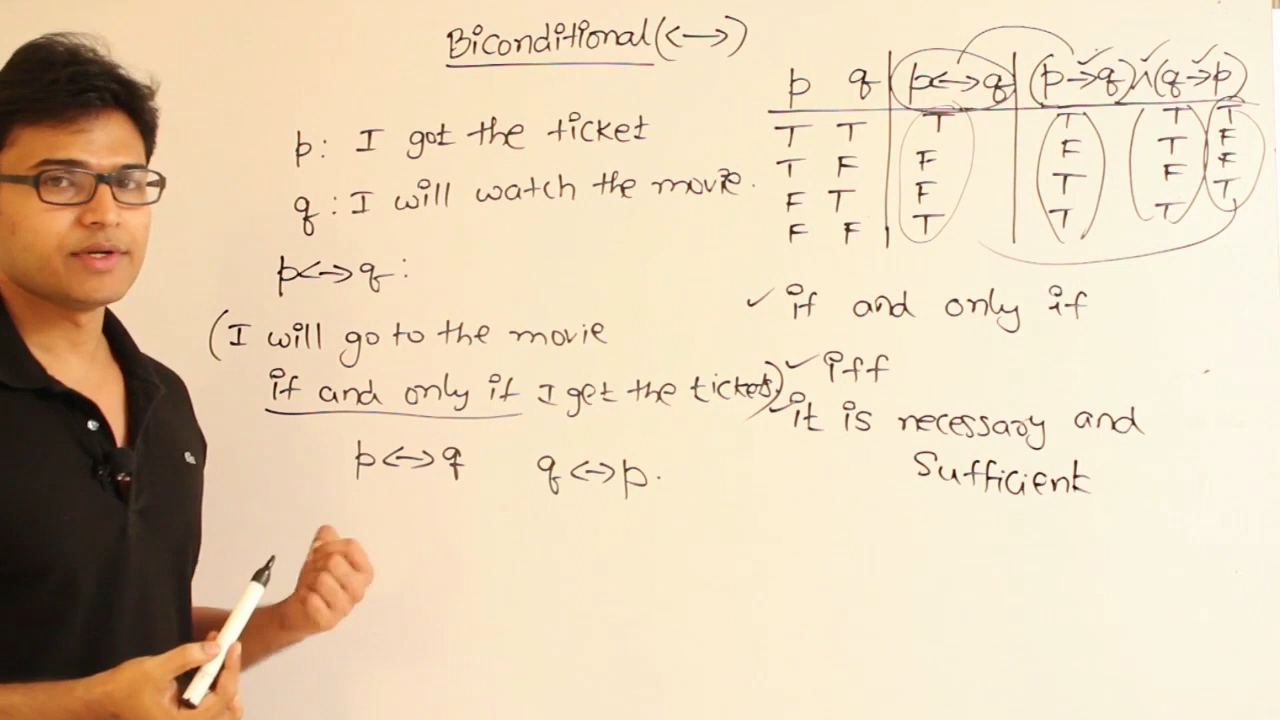 Biconditional (<->)
p: I got the ticket
q: I will watch the movie.
p<->q:
(I will go to the movie
if and only if I get the tickets.)
p<->q q<->p.
p q p<->q (p→q)∧(q→p)
T T T T T T
T F F F T F
F T F T F F
F F T T T T
✓ if and only if
✓ iff
✓ it is necessary and
Sufficient